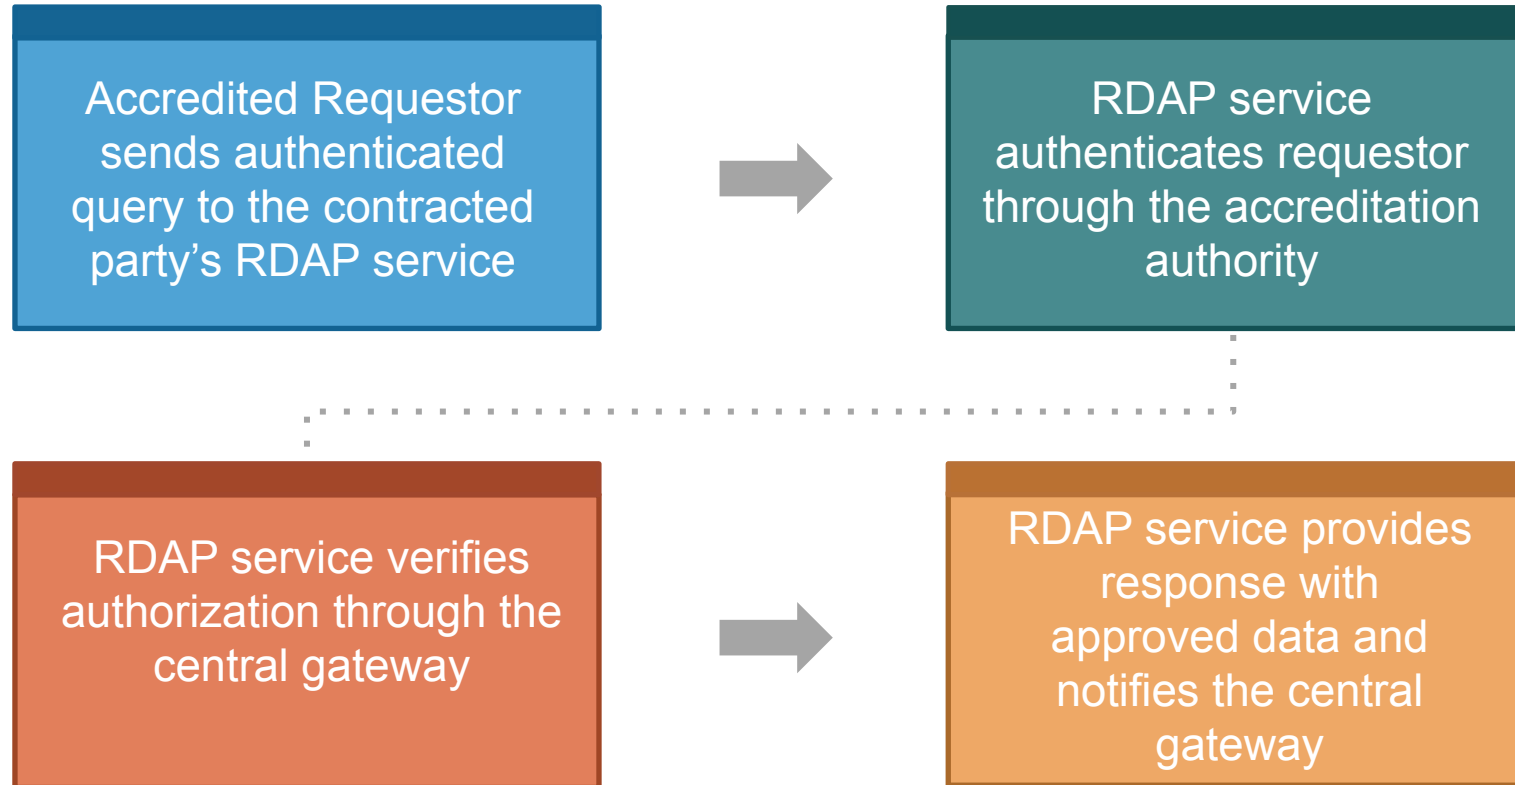 Accredited Requestor
sends authenticated
query to the contracted
party’s RDAP service
RDAP service
authenticates requestor
through the accreditation
authority
RDAP service verifies
authorization through the
central gateway
RDAP service provides
response with
approved data and
notifies the central
gateway